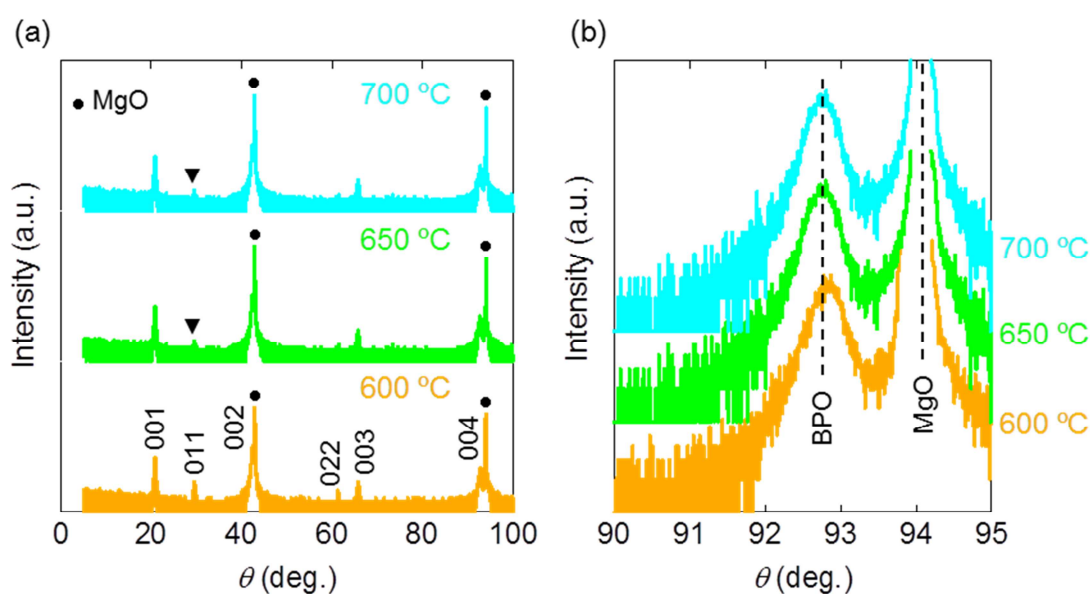 (a)
● MgO
700 ºC
650 ºC
600 ºC
001
011
002
022
003
004
Intensity (a.u.)
0 20 40 60 80 100
θ (deg.)
(b)
700 ºC
650 ºC
600 ºC
BPO
MgO
Intensity (a.u.)
90 91 92 93 94 95
θ (deg.)